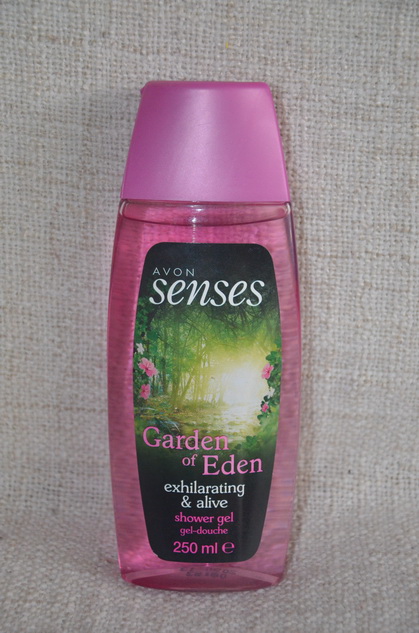 AVON
senses
Garden
of Eden
exhilarating
& alive
shower gel
gel-douche
250 ml ℮